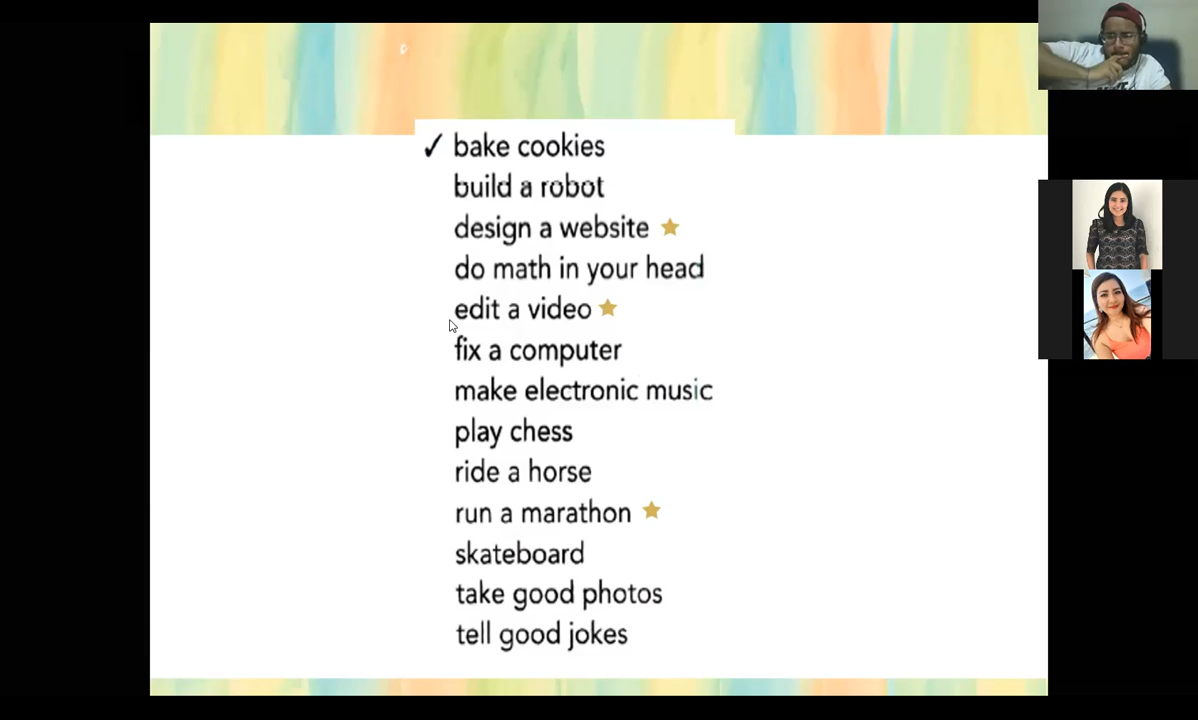 ✓ bake cookies
build a robot
design a website
do math in your head
edit a video
fix a computer
make electronic music
play chess
ride a horse
run a marathon
skateboard
take good photos
tell good jokes